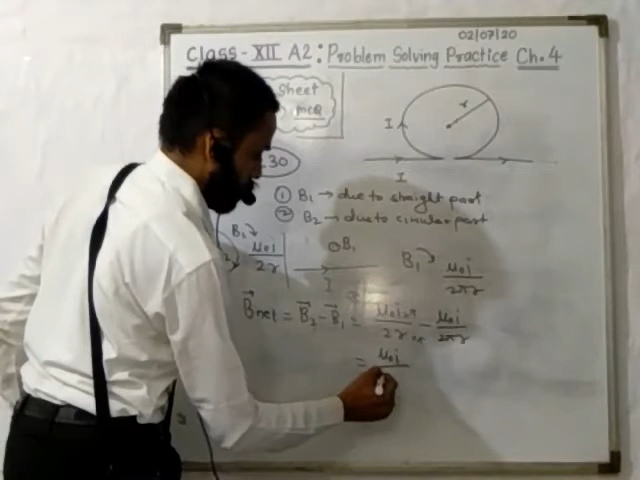 02/07/20
Class - XII A2 : Problem Solving Practice Ch. 4
Sheet
MCQ
r
I
I
.30
① B₁ → due to straight part
② B₂ → due to circular part
B₁
μ₀i
2r
⊙B₁
I
B₁
μ₀i
2πr
B⃗net = B⃗₂ - B⃗₁ =
2r
- μ₀i
2πr
= μ₀i